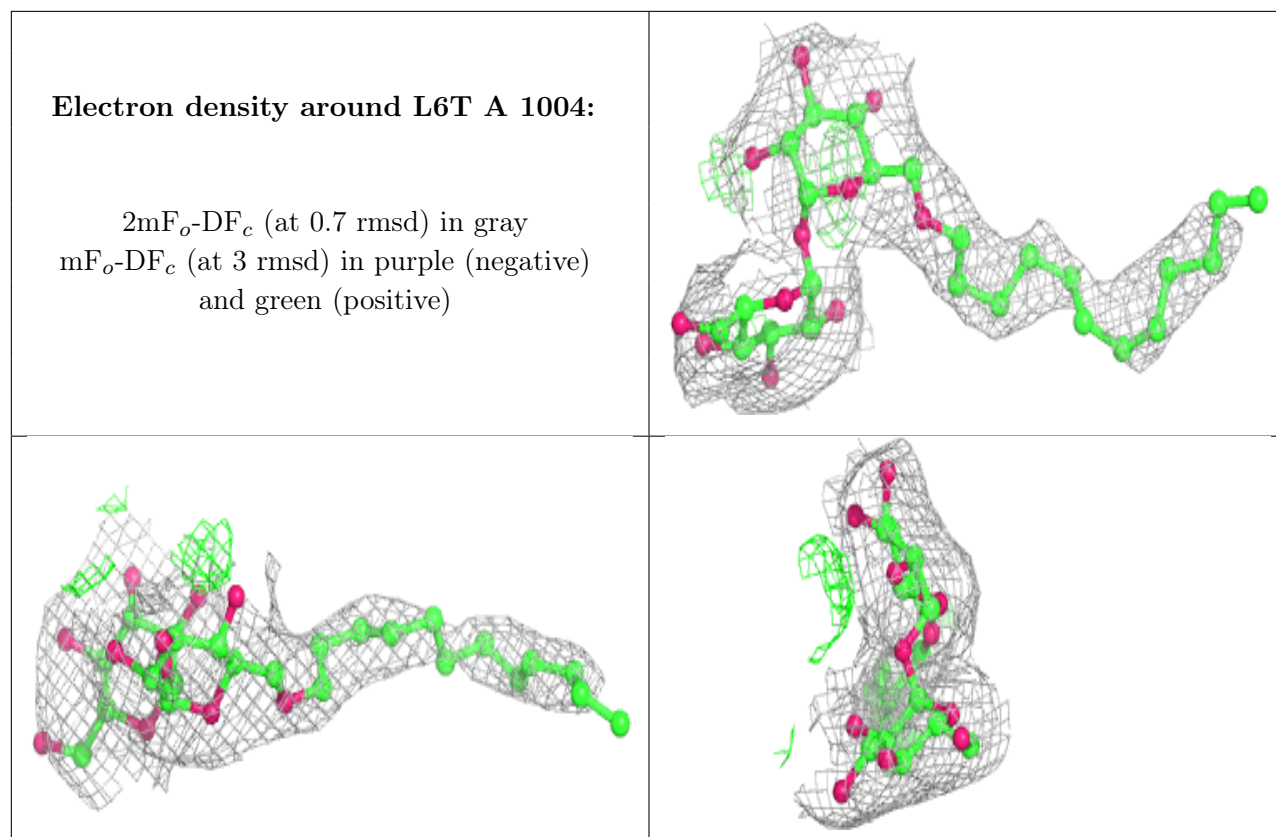 Electron density around L6T A 1004:
2mFₒ-DF𝒸 (at 0.7 rmsd) in gray
mFₒ-DF𝒸 (at 3 rmsd) in purple (negative)
and green (positive)